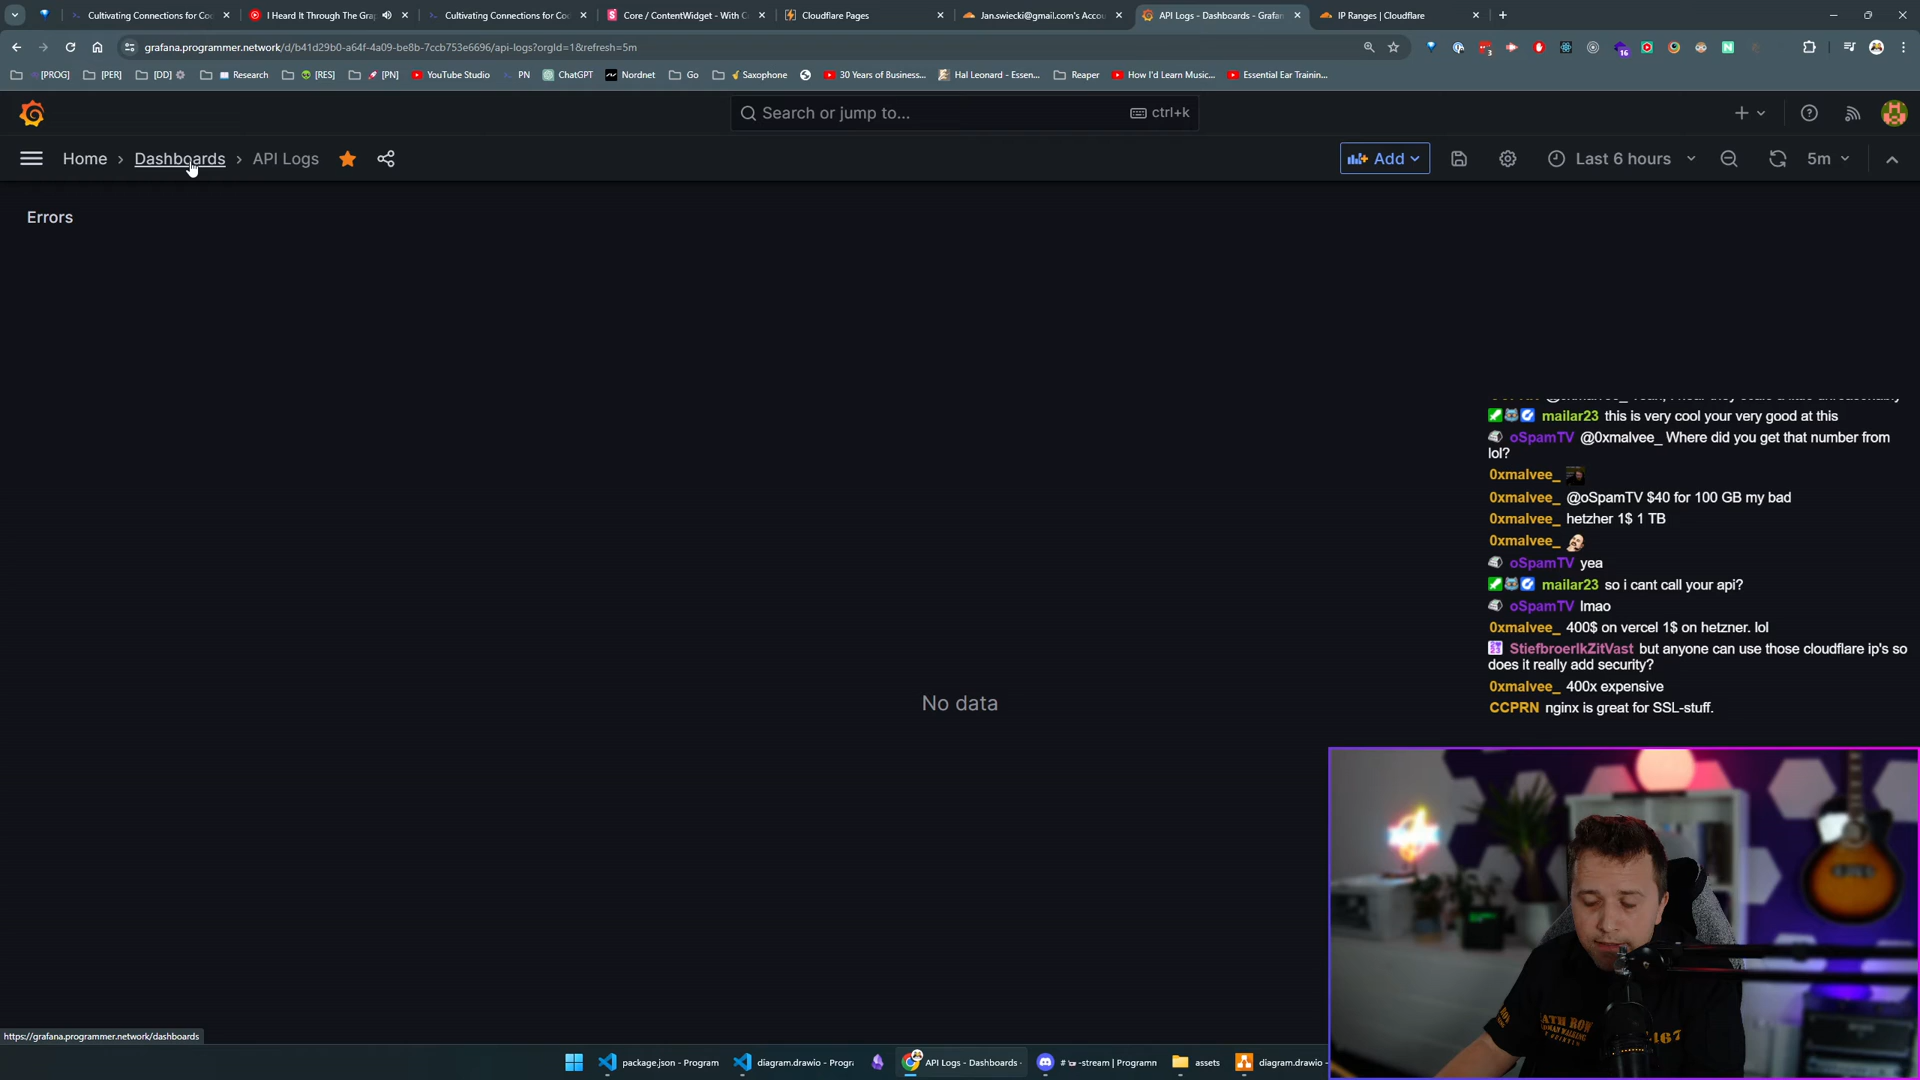 Cultivating Connections for Co
I Heard It Through The Gra
Cultivating Connections for Co
Core / ContentWidget - With C
Cloudflare Pages
Jan.swiecki@gmail.com's Accou
API Logs - Dashboards - Grafan
IP Ranges | Cloudflare
grafana.programmer.network/d/b41d29b0-a64f-4a09-be8b-7ccb753e6696/api-logs?orgId=1&refresh=5m
[PROG]
[PER]
[DD]
Research
[RES]
[PN]
YouTube Studio
PN
ChatGPT
Nordnet
Go
Saxophone
30 Years of Business...
Hal Leonard - Essen...
Reaper
How I'd Learn Music...
Essential Ear Trainin...
Search or jump to...
ctrl+k
Home > Dashboards > API Logs
Add
Last 6 hours
5m
Errors
No data
mailar23 this is very cool your very good at this
oSpamTV @0xmalvee_ Where did you get that number from
lol?
0xmalvee_
0xmalvee_ @oSpamTV $40 for 100 GB my bad
0xmalvee_ hetzher 1$ 1 TB
0xmalvee_
oSpamTV yea
mailar23 so i cant call your api?
oSpamTV lmao
0xmalvee_ 400$ on vercel 1$ on hetzner. lol
StiefbroerIkZitVast but anyone can use those cloudflare ip's so
does it really add security?
0xmalvee_ 400x expensive
CCPRN nginx is great for SSL-stuff.
https://grafana.programmer.network/dashboards
package.json - Program
diagram.drawio - Progra
API Logs - Dashboards -
-stream | Programm
assets
diagram.drawio -